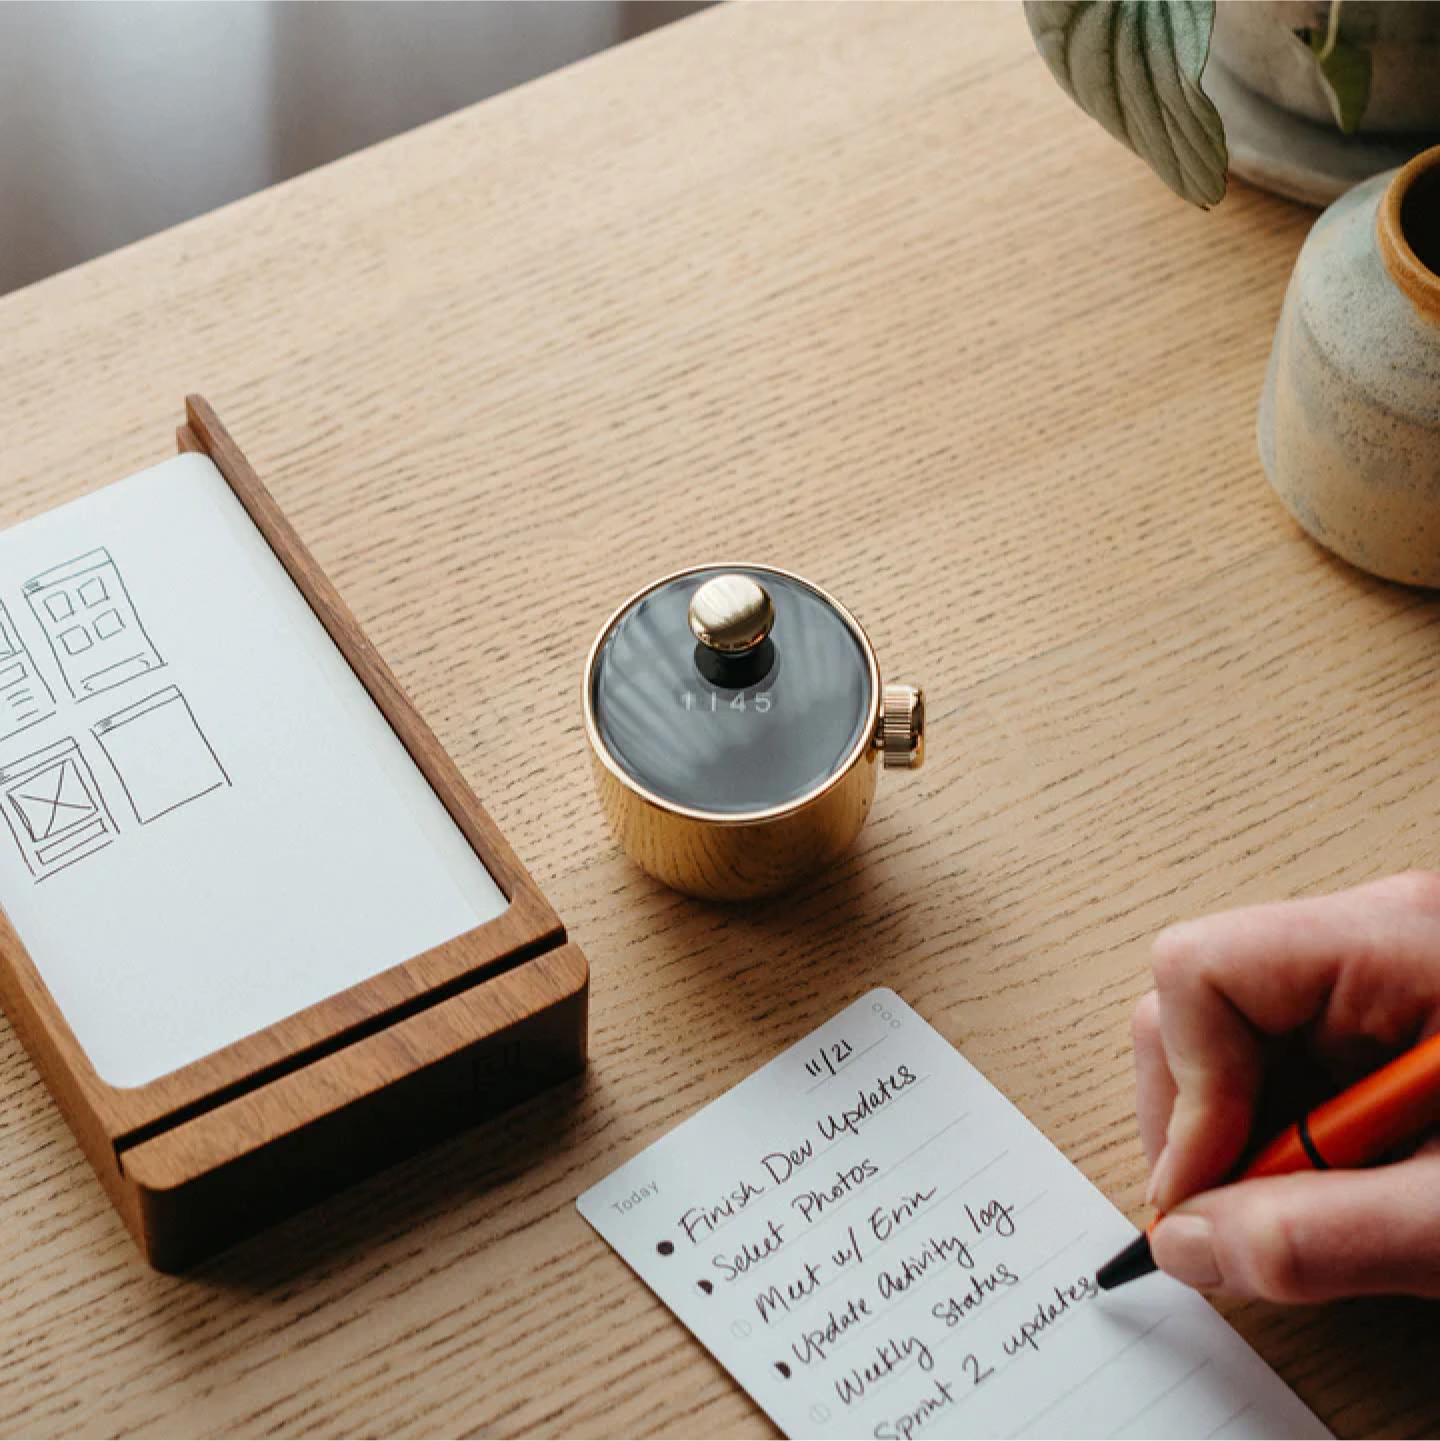 1145
11/21
Today
Finish Dev Updates
Select Photos
Meet w/ Erin
Update Activity log
Weekly Status
Sprint 2 updates